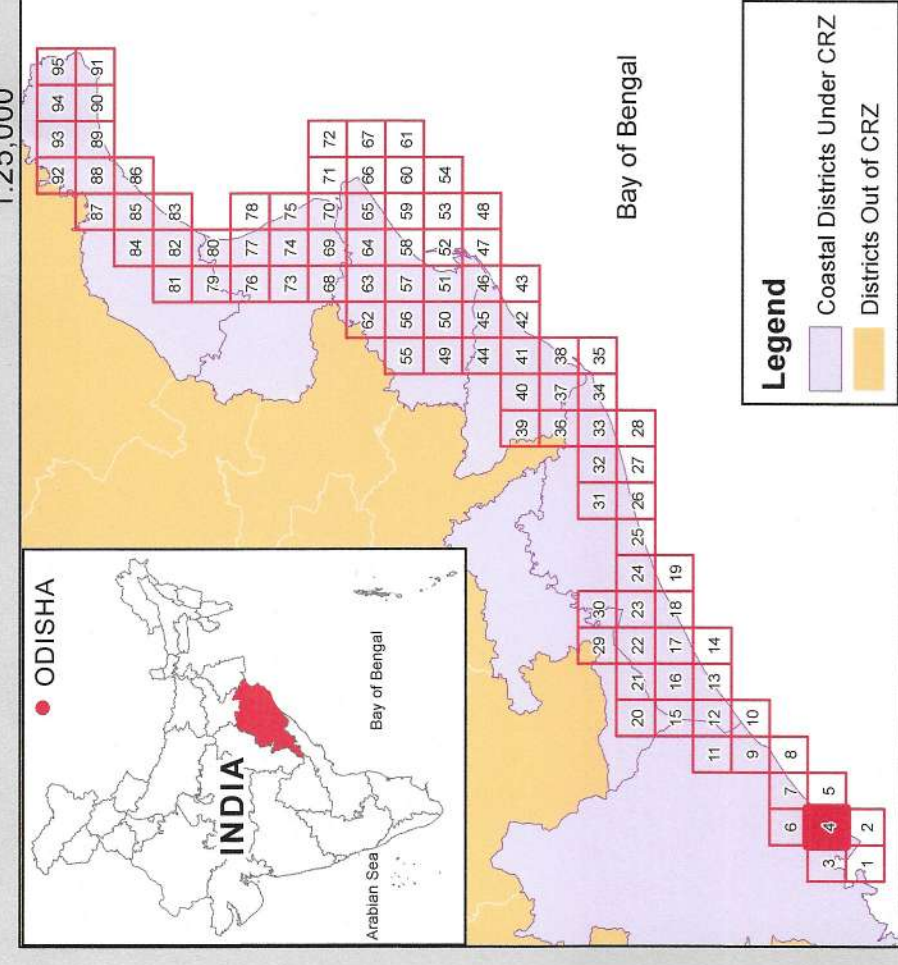 1:25,000
ODISHA
INDIA
Arabian Sea
Bay of Bengal
92 93 94 95
87 88 89 90 91
84 85 86
81 82 83
79 80
76 77 78
73 74 75
68 69 70 71 72
62 63 64 65 66 67
55 56 57 58 59 60 61
49 50 51 52 53 54
44 45 46 47 48
39 40 41 42 43
36 37 38
29 30 31 32 33 34 35
20 21 22 23 24 25 26 27 28
15 16 17 18 19
11 12 13 14
9 10
6 7 8
3 4 5
1 2
Bay of Bengal
Legend
Coastal Districts Under CRZ
Districts Out of CRZ